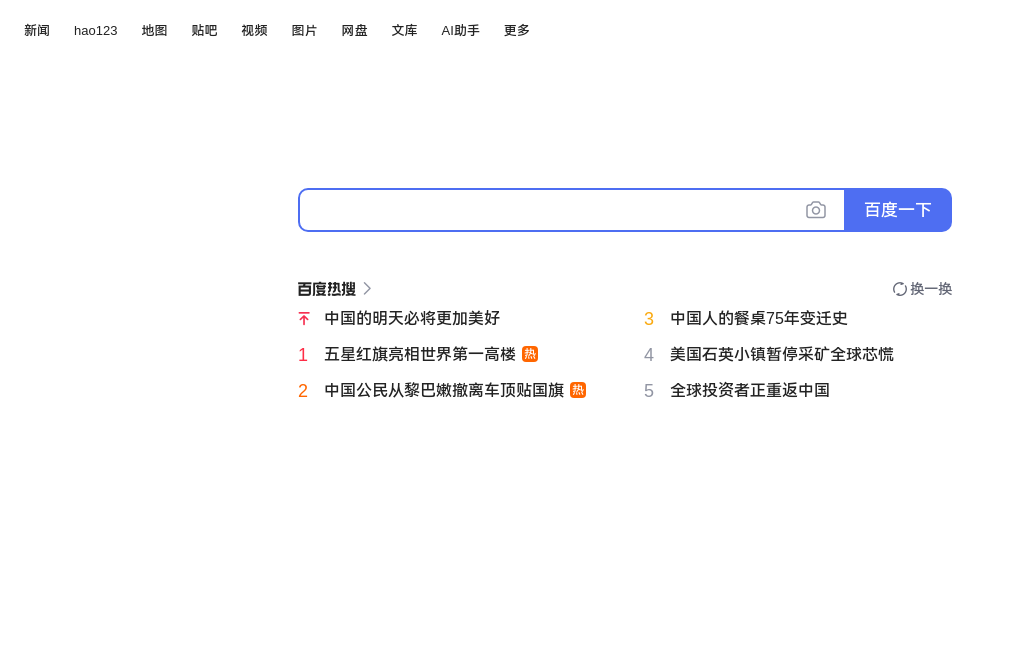 新闻 hao123 地图 贴吧 视频 图片 网盘 文库 AI助手 更多
百度一下
百度热搜 换一换
中国的明天必将更加美好
1 五星红旗亮相世界第一高楼 热
2 中国公民从黎巴嫩撤离车顶贴国旗 热
3 中国人的餐桌75年变迁史
4 美国石英小镇暂停采矿全球芯慌
5 全球投资者正重返中国